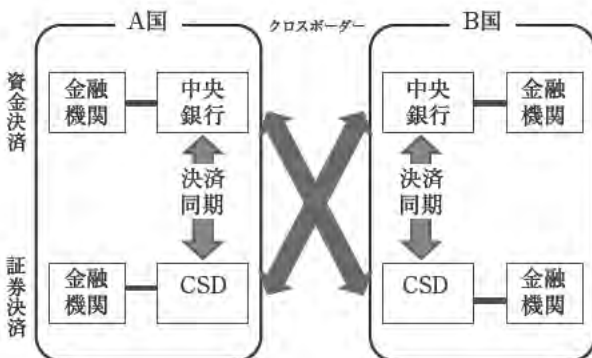 A国
クロスボーダー
B国
資金決済
金融
機関
中央
銀行
中央
銀行
金融
機関
決済
同期
決済
同期
証券決済
金融
機関
CSD
CSD
金融
機関